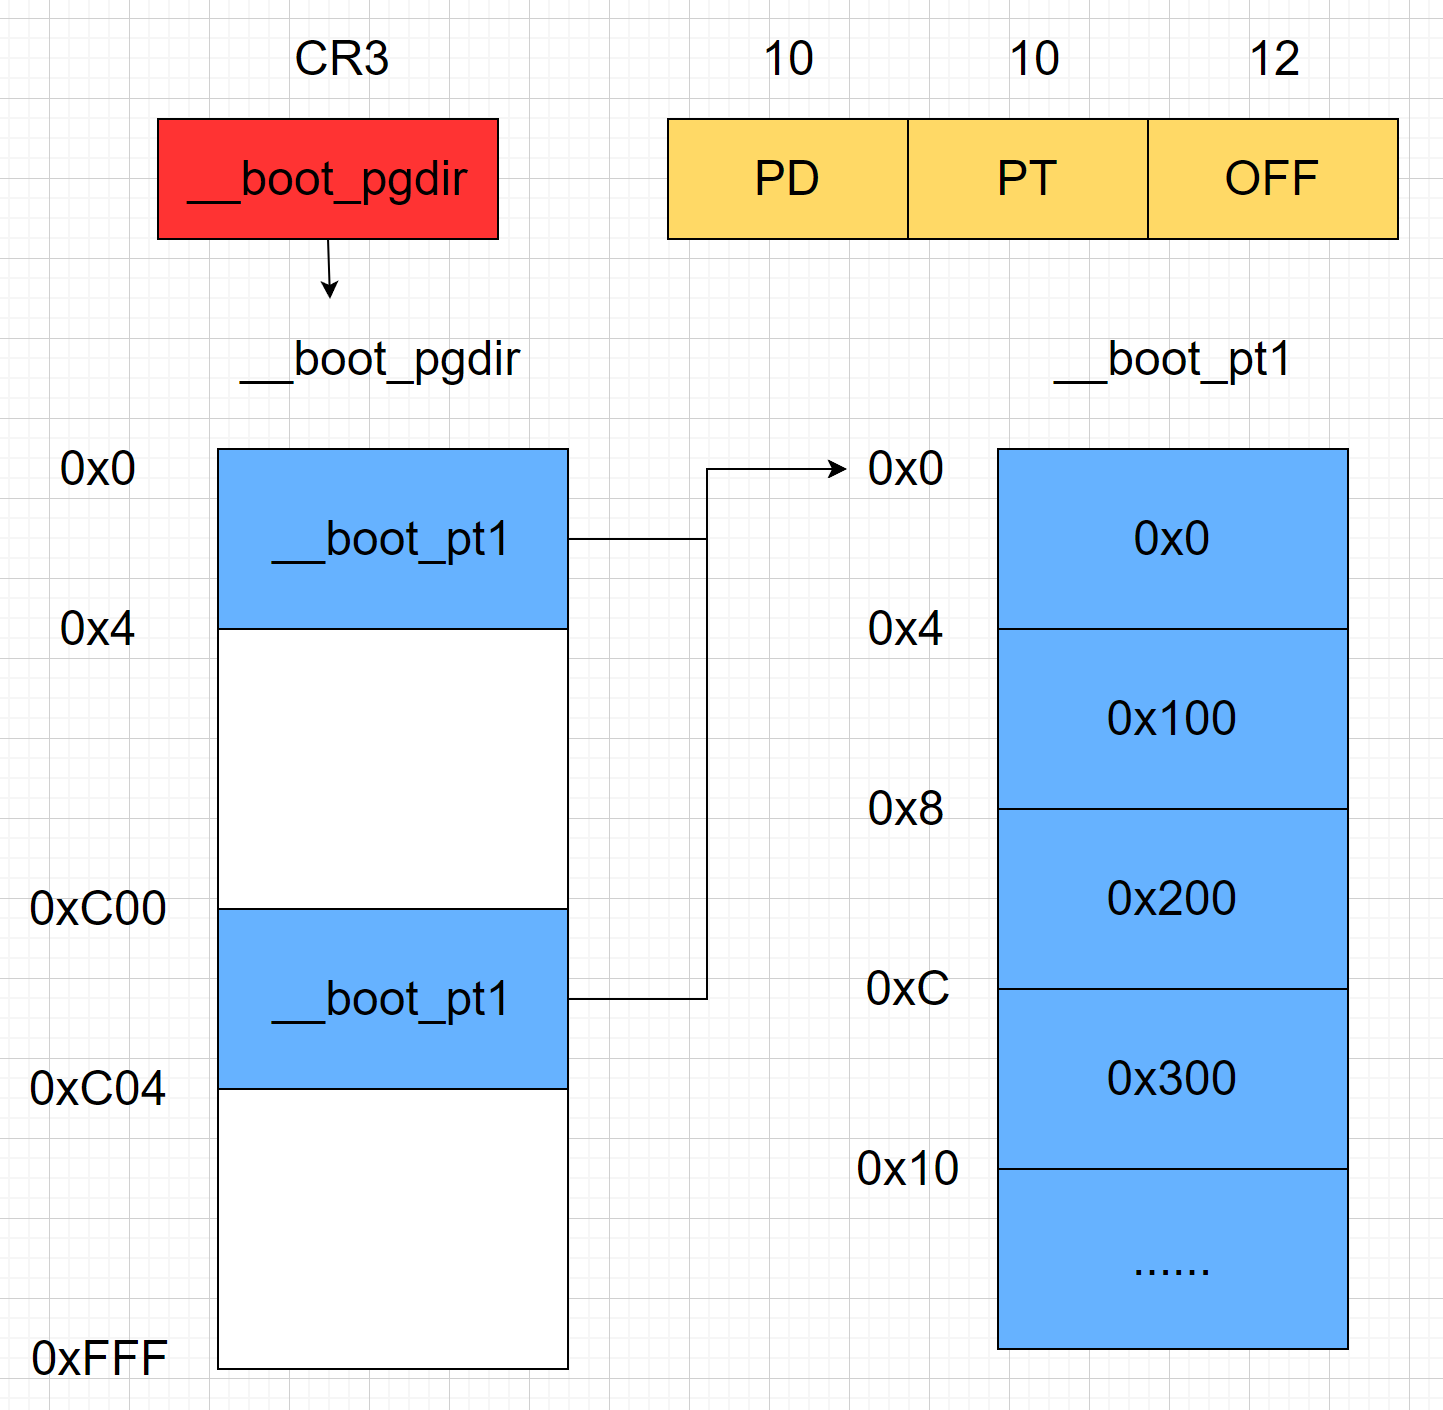 CR3
10 10 12
__boot_pgdir
PD PT OFF
__boot_pgdir
__boot_pt1
0x0
__boot_pt1
0x4
0xC00
__boot_pt1
0xC04
0xFFF
0x0
0x0
0x4
0x100
0x8
0x200
0xC
0x300
0x10
......